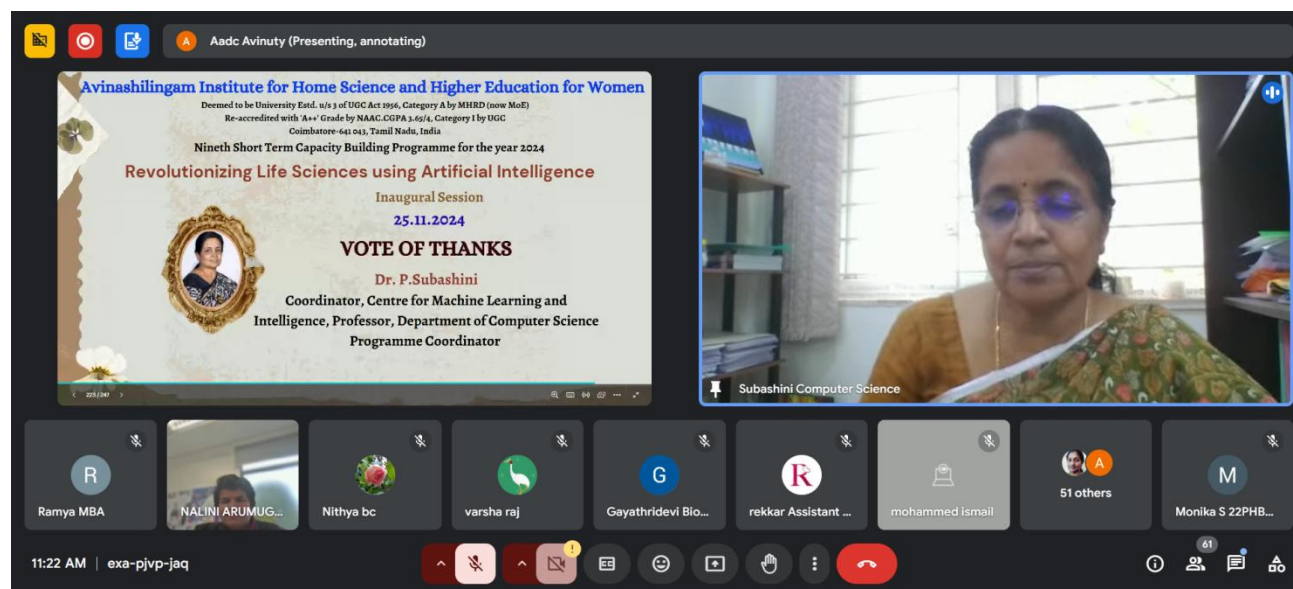 A Aadc Avinuty (Presenting, annotating)
Avinashilingam Institute for Home Science and Higher Education for Women
Deemed to be University Estd. u/s 3 of UGC Act 1956, Category A by MHRD (now MoE)
Re-accredited with 'A++' Grade by NAAC.CGPA 3.65/4, Category I by UGC
Coimbatore-641 043, Tamil Nadu, India
Nineth Short Term Capacity Building Programme for the year 2024
Revolutionizing Life Sciences using Artificial Intelligence
Inaugural Session
25.11.2024
VOTE OF THANKS
Dr. P.Subashini
Coordinator, Centre for Machine Learning and
Intelligence, Professor, Department of Computer Science
Programme Coordinator
223/247
Subashini Computer Science
R
Ramya MBA
NALINI ARUMUG...
Nithya bc
varsha raj
G
Gayathridevi Bio...
R
rekkar Assistant ...
mohammed ismail
A
51 others
M
Monika S 22PHB...
11:22 AM | exa-pjvp-jaq
61